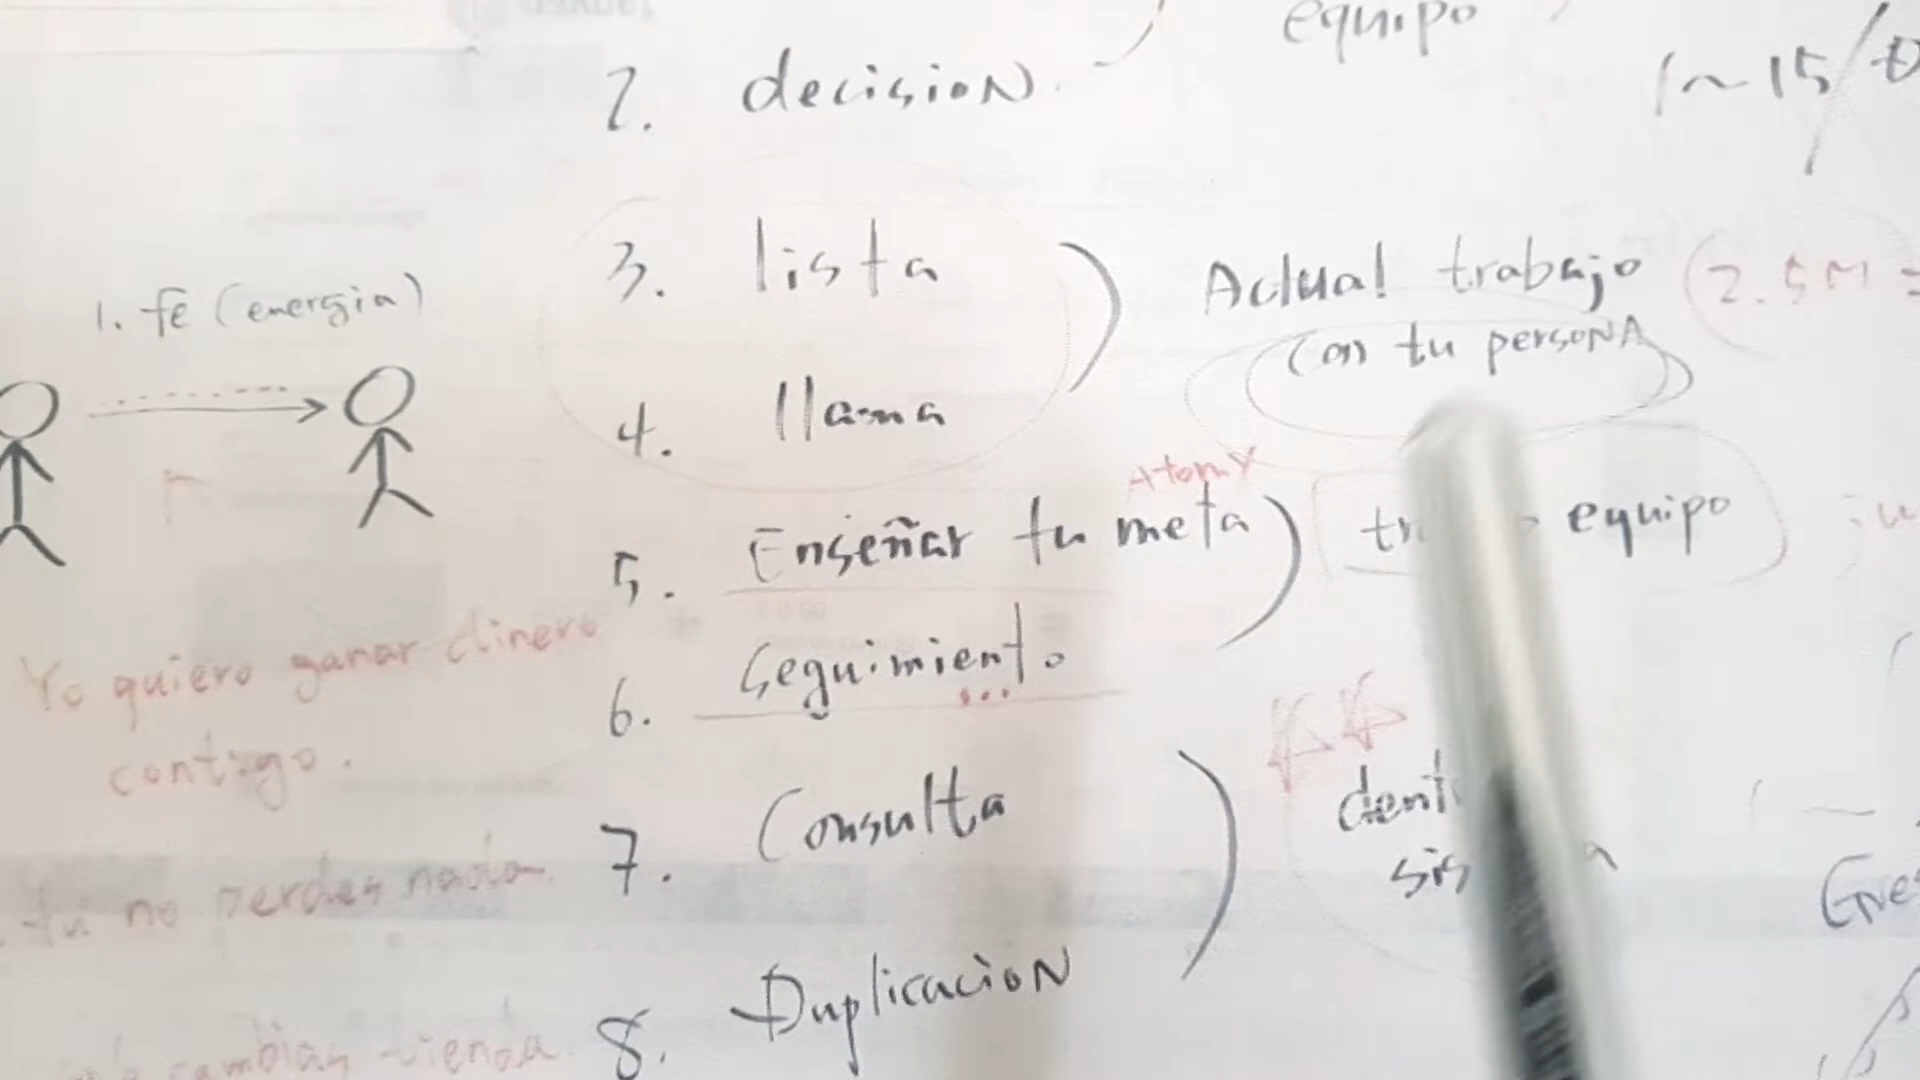 equipo
2. decision
1~15/
3. lista
Actual trabajo
(2.5M =
1. fe (energia)
con tu persona
4. llama
Atomy
5. Enseñar tu meta
equipo
Yo quiero ganar dinero
contigo.
6. Seguimiento
...
7. Consulta
tu no perdes nada
8. Duplicacion
cambias tienda